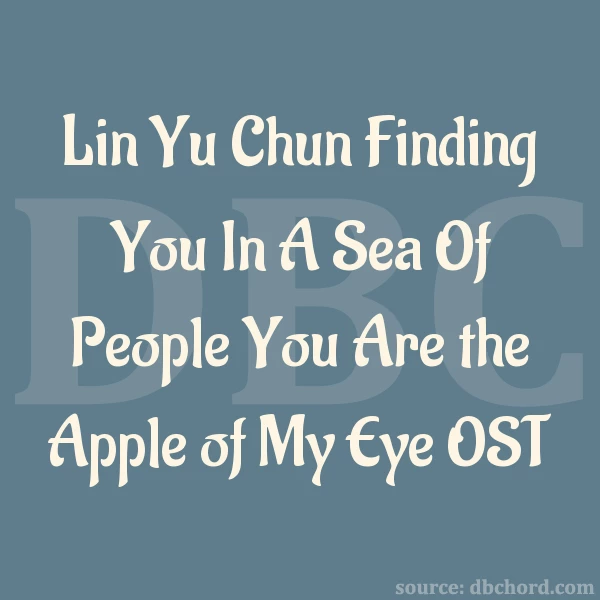 Lin Yu Chun Finding
You In A Sea Of
DBC
People You Are the
Apple of My Eye OST
source: dbchord.com